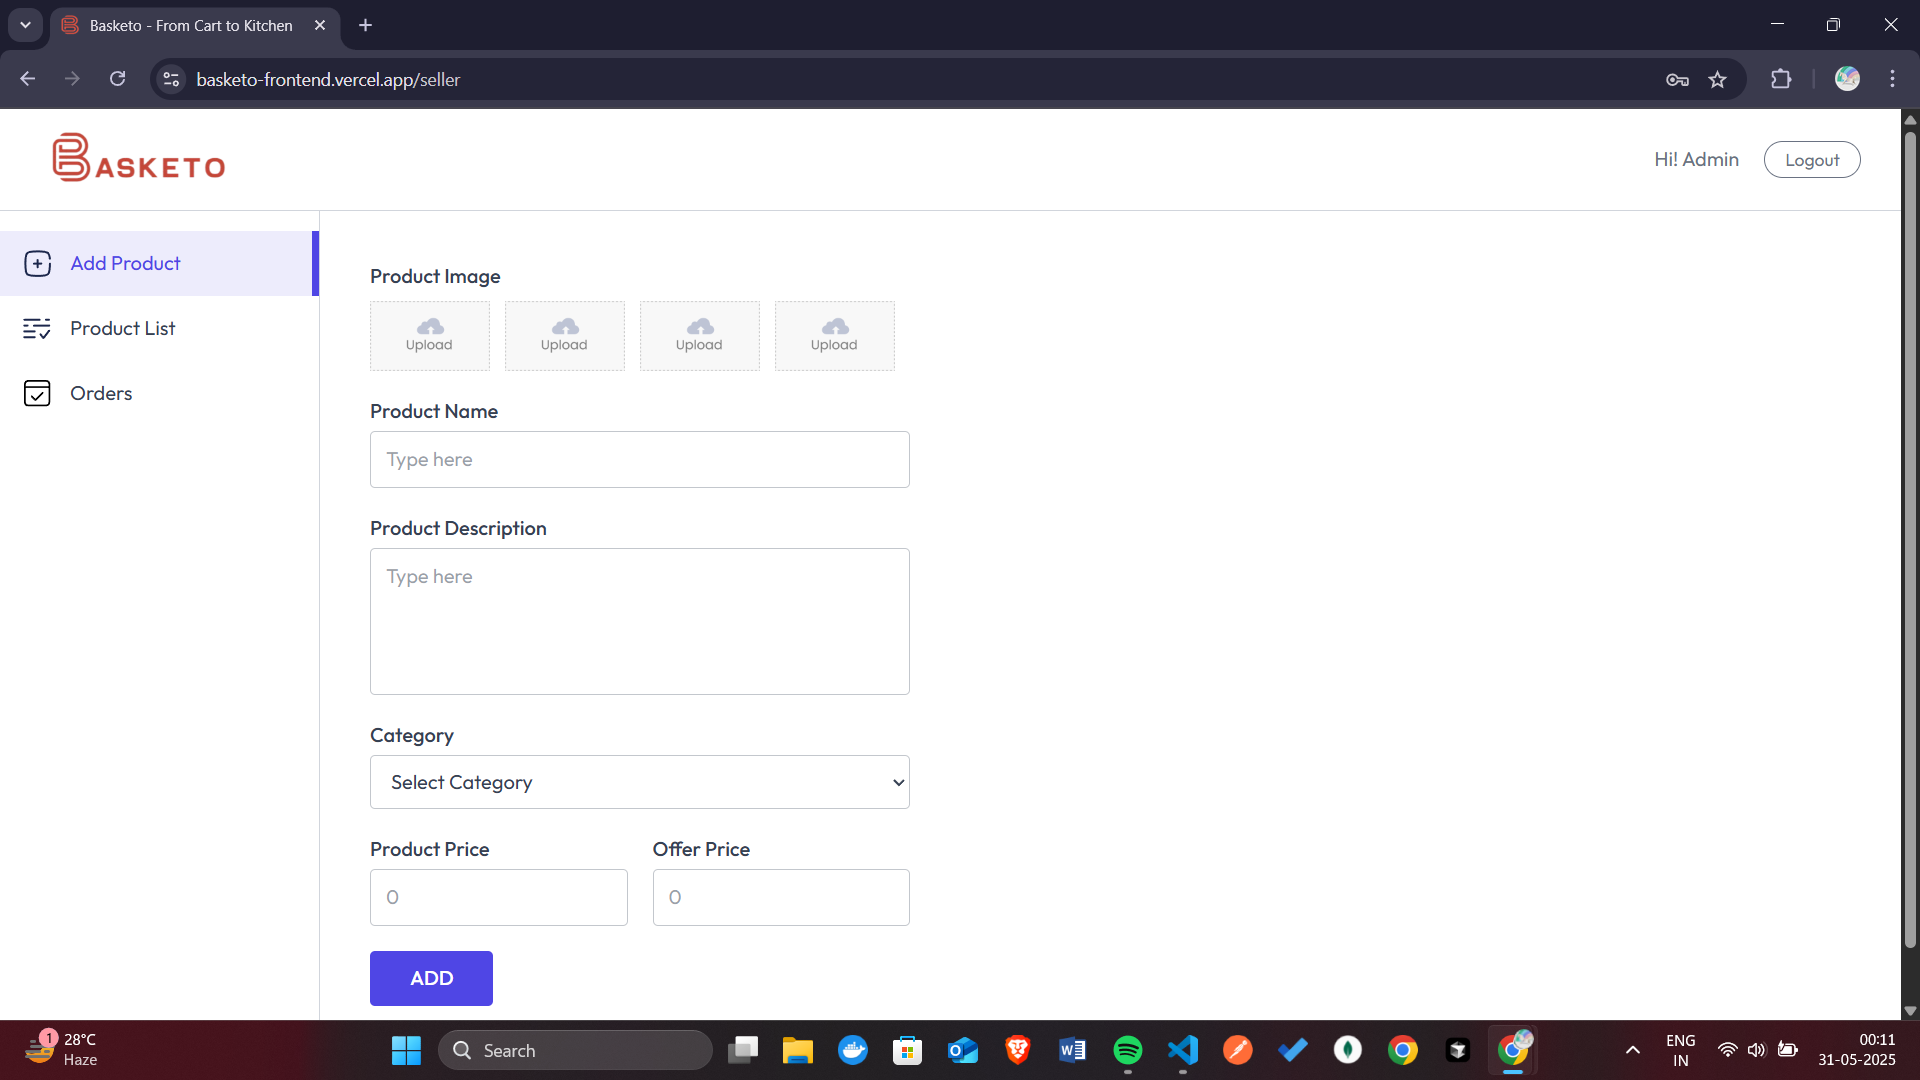 Basketo - From Cart to Kitchen
basketo-frontend.vercel.app/seller
BASKETO
Hi! Admin
Logout
Add Product
Product List
Orders
Product Image
Upload
Upload
Upload
Upload
Product Name
Type here
Product Description
Type here
Category
Select Category
Product Price
Offer Price
0
0
ADD
1
28°C
Haze
Search
ENG
IN
00:11
31-05-2025